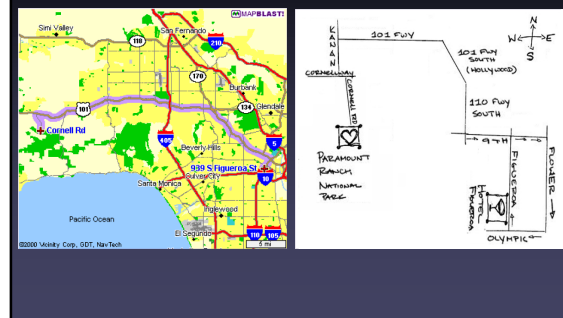 MAPBLAST!
Simi Valley
118
San Fernando
210
170
Burbank
134
Glendale
101
Cornell Rd
405
5
Beverly Hills
939 S Figueroa St
Culver City
10
Santa Monica
Inglewood
Pacific Ocean
El Segundo
110
105
©2000 Vicinity Corp, GDT, NavTech
5 mi
KANAN
101 FWY
N
W
E
S
101 FWY
SOUTH
(HOLLYWOOD)
CORNELL WAY
CORNELL RD
110 FWY
SOUTH
9TH
PARAMOUNT
RANCH
NATIONAL
PARK
FIGUEROA
FLOWER
HOTEL
FIGUEROA
OLYMPIC